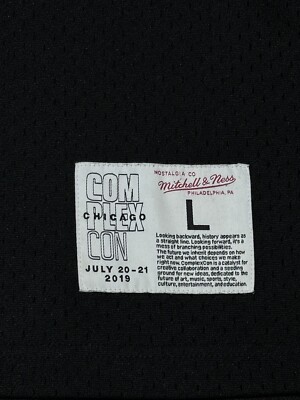 COM
PLEX
CHICAGO
CON
JULY 20-21
2019
NOSTALGIA CO
Mitchell & Ness
PHILADELPHIA, PA
L
Looking backward, history appears as
a straight line. Looking forward, it's a
mess of branching possibilities.
The future we inherit depends on how
we act and what choices we make
right now. ComplexCon is a catalyst for
creative collaboration and a seeding
ground for new ideas, dedicated to the
future of art, music, sports, style,
culture, entertainment, and education.